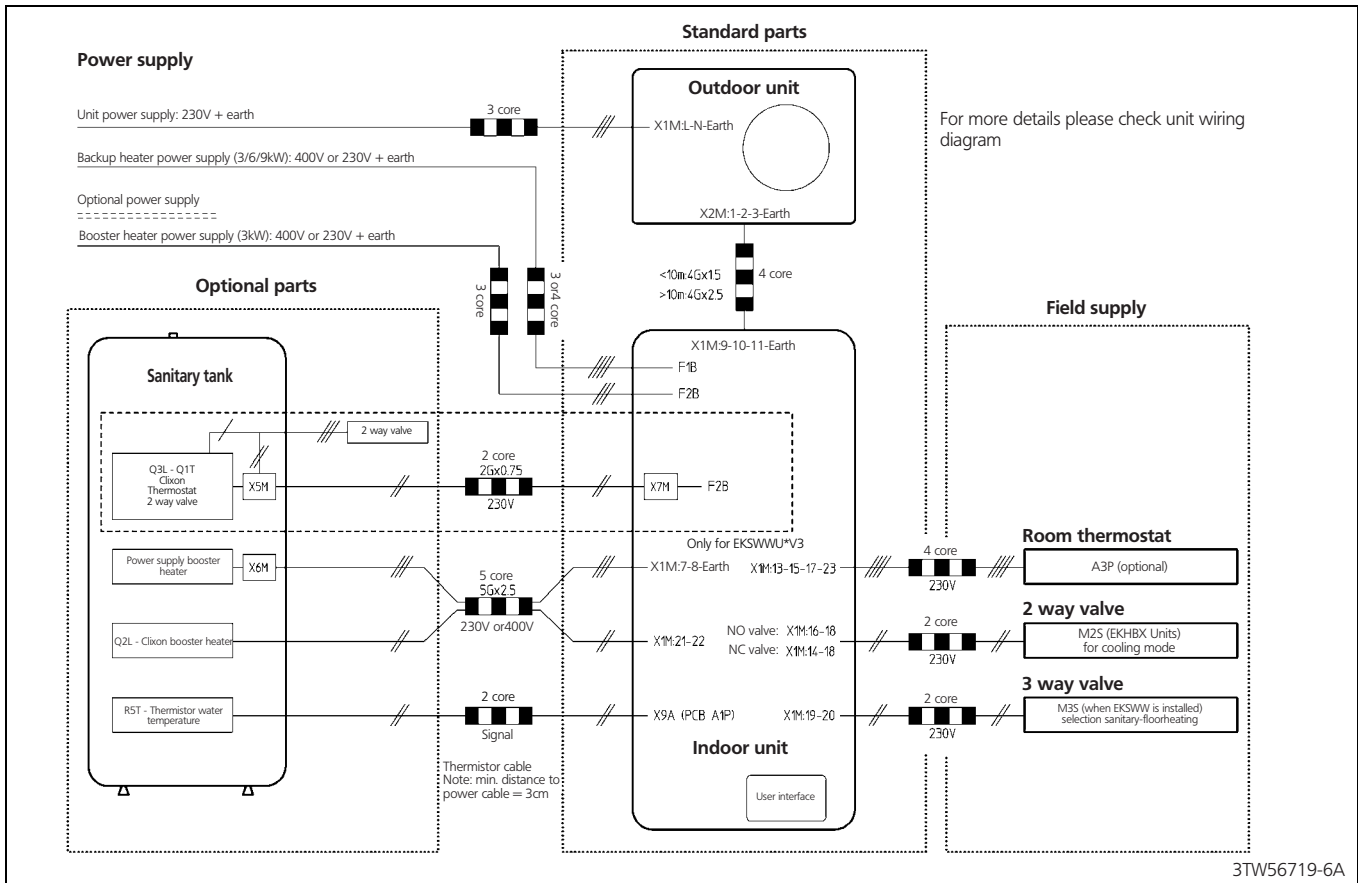 Standard parts
Power supply
Outdoor unit
Unit power supply: 230V + earth
3 core
X1M:L-N-Earth
For more details please check unit wiring
diagram
Backup heater power supply (3/6/9kW): 400V or 230V + earth
Optional power supply
X2M:1-2-3-Earth
Booster heater power supply (3kW): 400V or 230V + earth
3 core
3 or4 core
<10m:4Gx1.5
>10m:4Gx2.5
4 core
Optional parts
Field supply
X1M:9-10-11-Earth
F1B
F2B
Sanitary tank
2 way valve
Q3L - Q1T
Clixon
Thermostat
2 way valve
X5M
2 core
2Gx0.75
230V
X7M
F2B
Only for EKSWWU*V3
Power supply booster
heater
X6M
5 core
5Gx2.5
230V or400V
X1M:7-8-Earth
X1M:13-15-17-23
4 core
230V
Room thermostat
A3P (optional)
Q2L - Clixon booster heater
X1M:21-22
NO valve: X1M:16-18
NC valve: X1M:14-18
2 core
230V
2 way valve
M2S (EKHBX Units)
for cooling mode
R5T - Thermistor water
temperature
2 core
Signal
X9A (PCB A1P)
X1M:19-20
2 core
230V
3 way valve
M3S (when EKSWW is installed)
selection sanitary-floorheating
Indoor unit
Thermistor cable
Note: min. distance to
power cable = 3cm
User interface
3TW56719-6A